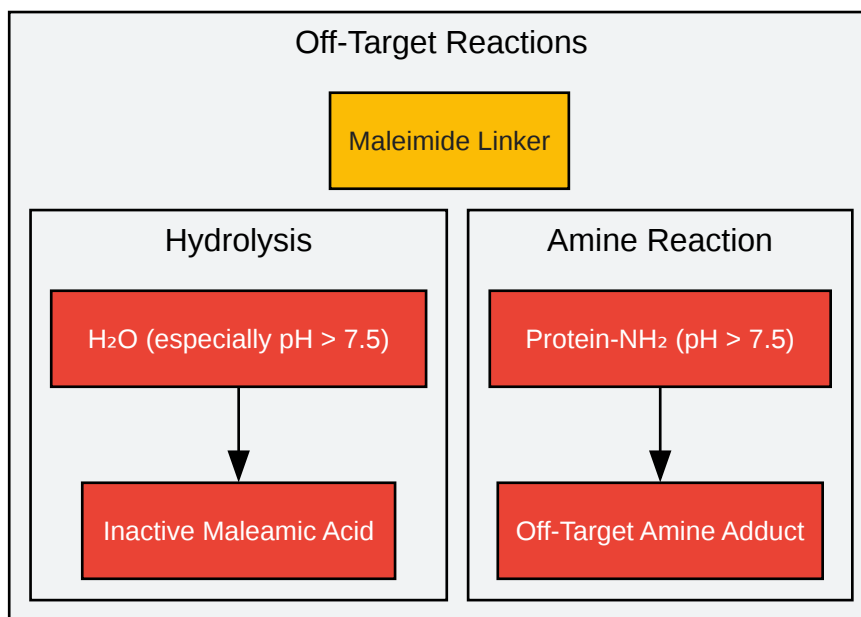 Off-Target Reactions
Maleimide Linker
Hydrolysis
H₂O (especially pH > 7.5)
Inactive Maleamic Acid
Amine Reaction
Protein-NH₂ (pH > 7.5)
Off-Target Amine Adduct